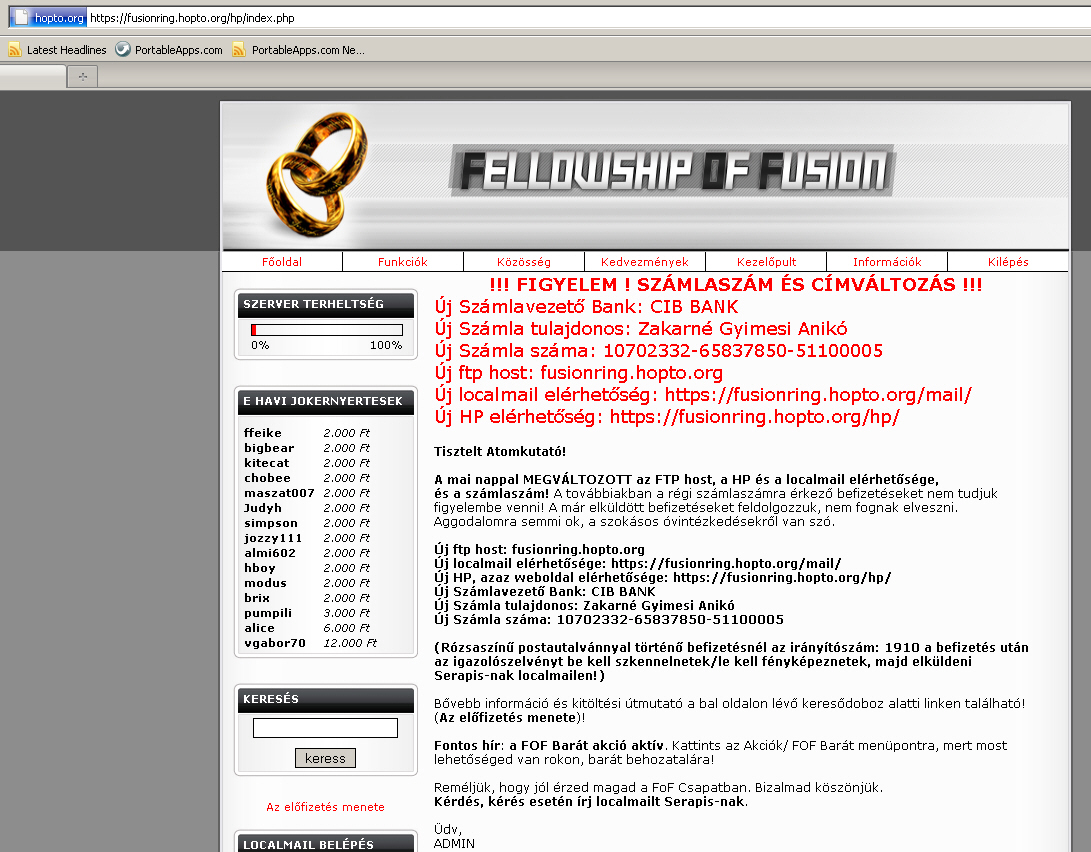 hopto.org https://fusionring.hopto.org/hp/index.php
Latest Headlines PortableApps.com PortableApps.com Ne...
FELLOWSHIP OF FUSION
Főoldal Funkciók Közösség Kedvezmények Kezelőpult Információk Kilépés
SZERVER TERHELTSÉG
0% 100%
E HAVI JOKERNYERTESEK
ffeike 2.000 Ft
bigbear 2.000 Ft
kitecat 2.000 Ft
chobee 2.000 Ft
maszat007 2.000 Ft
Judyh 2.000 Ft
simpson 2.000 Ft
jozzy111 2.000 Ft
almi602 2.000 Ft
hboy 2.000 Ft
modus 2.000 Ft
brix 2.000 Ft
pumpili 3.000 Ft
alice 6.000 Ft
vgabor70 12.000 Ft
KERESÉS
keress
Az előfizetés menete
LOCALMAIL BELÉPÉS
!!! FIGYELEM ! SZÁMLASZÁM ÉS CÍMVÁLTOZÁS !!!
Új Számlavezető Bank: CIB BANK
Új Számla tulajdonos: Zakarné Gyimesi Anikó
Új Számla száma: 10702332-65837850-51100005
Új ftp host: fusionring.hopto.org
Új localmail elérhetőség: https://fusionring.hopto.org/mail/
Új HP elérhetőség: https://fusionring.hopto.org/hp/
Tisztelt Atomkutató!
A mai nappal MEGVÁLTOZOTT az FTP host, a HP és a localmail elérhetősége,
és a számlaszám! A továbbiakban a régi számlaszámra érkező befizetéseket nem tudjuk
figyelembe venni! A már elküldött befizetéseket feldolgozzuk, nem fognak elveszni.
Aggodalomra semmi ok, a szokásos óvintézkedésekről van szó.
Új ftp host: fusionring.hopto.org
Új localmail elérhetősége: https://fusionring.hopto.org/mail/
Új HP, azaz weboldal elérhetősége: https://fusionring.hopto.org/hp/
Új Számlavezető Bank: CIB BANK
Új Számla tulajdonos: Zakarné Gyimesi Anikó
Új Számla száma: 10702332-65837850-51100005
(Rózsaszínű postautalvánnyal történő befizetésnél az irányítószám: 1910 a befizetés után
az igazolószelvényt be kell szkennelnetek/le kell fényképeznetek, majd elküldeni
Serapis-nak localmailen!)
Bővebb információ és kitöltési útmutató a bal oldalon lévő keresődoboz alatti linken található!
(Az előfizetés menete)!
Fontos hír: a FOF Barát akció aktív. Kattints az Akciók/ FOF Barát menüpontra, mert most
lehetőséged van rokon, barát behozatalára!
Reméljük, hogy jól érzed magad a FoF Csapatban. Bizalmad köszönjük.
Kérdés, kérés esetén írj localmailt Serapis-nak.
Üdv,
ADMIN